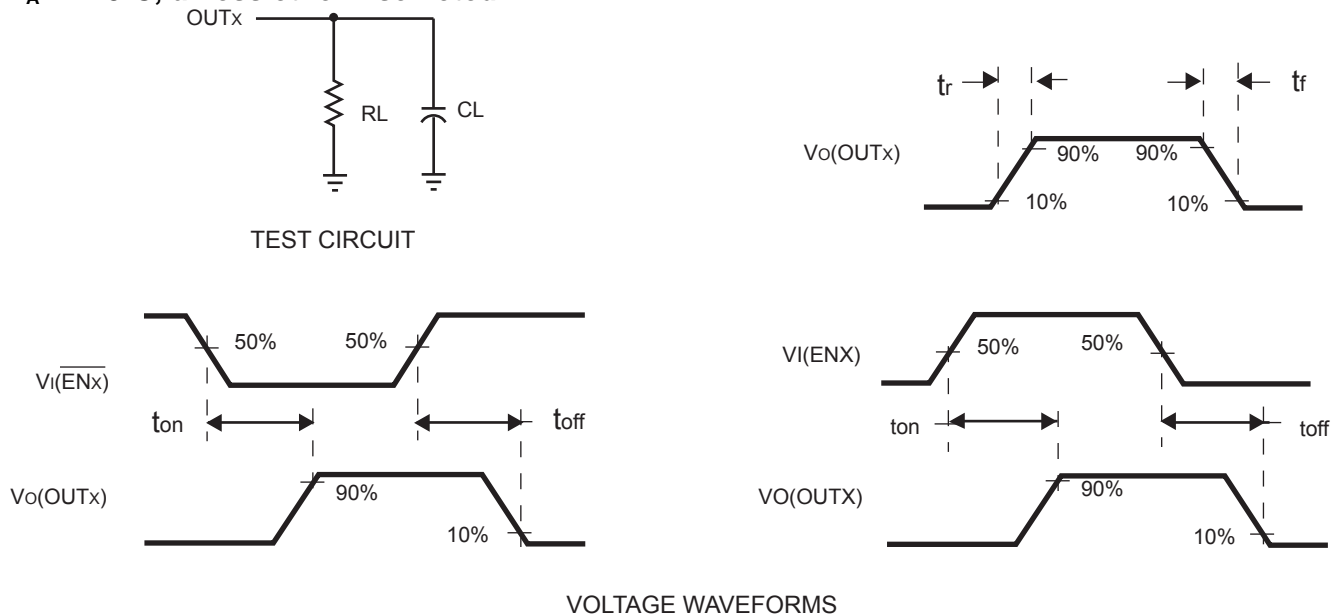 OUTx
RL
CL
TEST CIRCUIT
tr
tf
VO(OUTx)
90%
90%
10%
10%
VI(ENx)
50%
50%
ton
toff
VO(OUTx)
90%
10%
VI(ENX)
50%
50%
ton
toff
VO(OUTX)
90%
10%
VOLTAGE WAVEFORMS